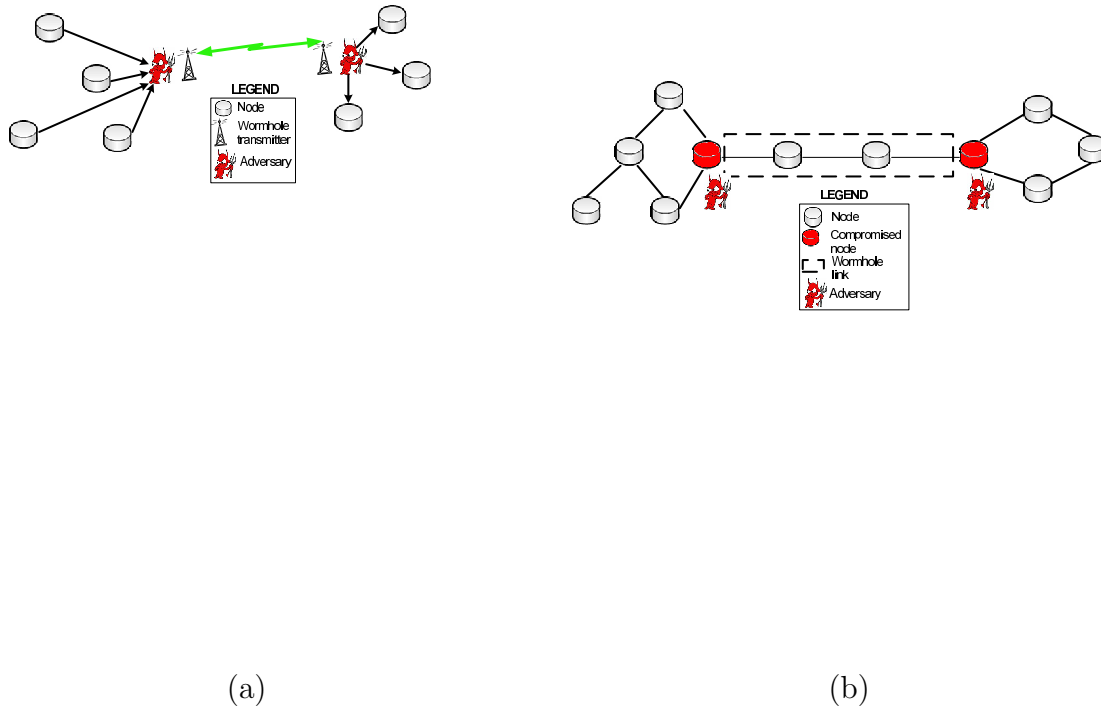 LEGEND
Node
Wormhole
transmitter
Adversary
LEGEND
Node
Compromised
node
Wormhole
link
Adversary
(a)
(b)